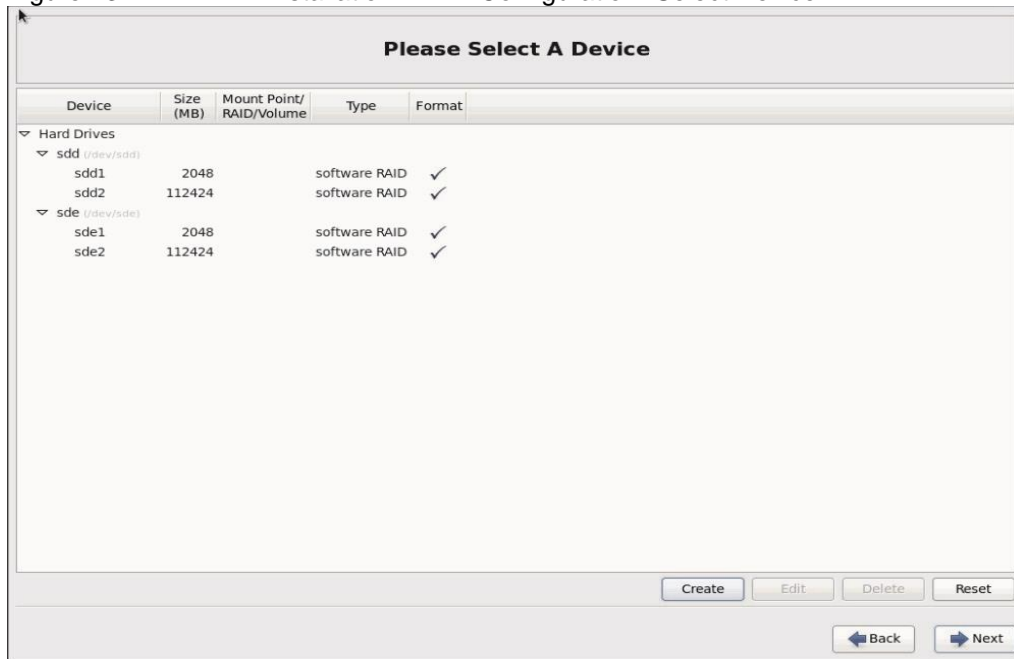 Please Select A Device
Device Size (MB) Mount Point/ RAID/Volume Type Format
Hard Drives
sdd (/dev/sdd)
sdd1 2048 software RAID ✓
sdd2 112424 software RAID ✓
sde (/dev/sde)
sde1 2048 software RAID ✓
sde2 112424 software RAID ✓
Create Edit Delete Reset
Back Next